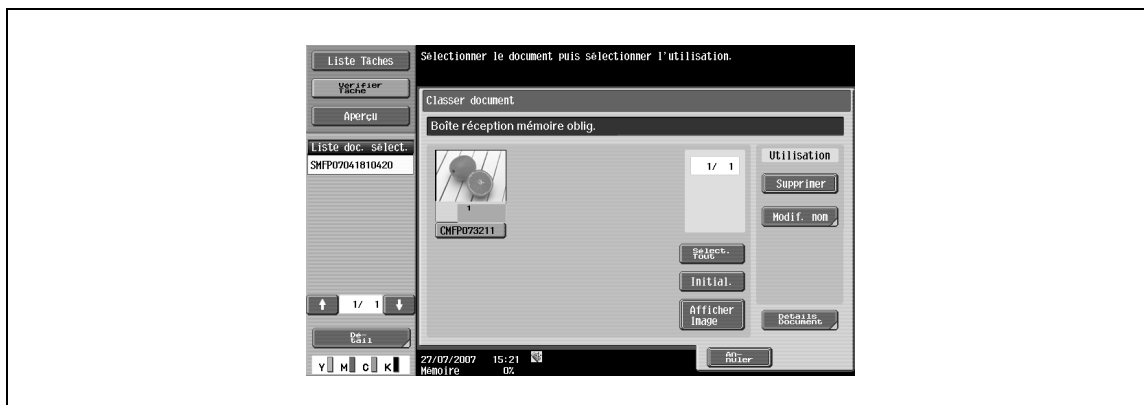 Liste Tâches
Vérifier
Tâche
Aperçu
Liste doc. sélect.
SMFP07041810420
1/ 1
Dé-
tail
Y M C K
Sélectionner le document puis sélectionner l'utilisation.
Classer document
Boîte réception mémoire oblig.
1
CMFP073211
1/ 1
Sélect.
Tout
Initial.
Afficher
Image
Utilisation
Supprimer
Modif. nom
Détails
Document
An-
nuler
27/07/2007 15:21
Mémoire 0%